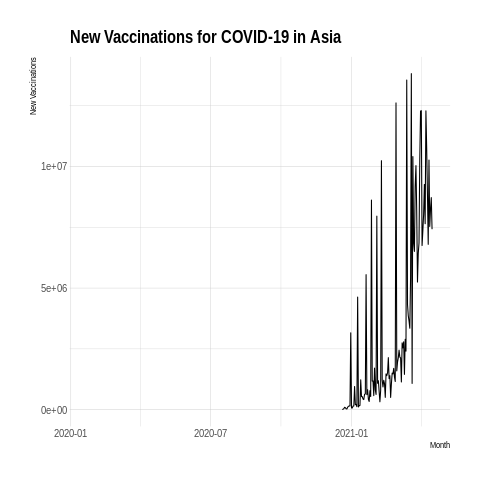 New Vaccinations for COVID-19 in Asia
New Vaccinations
1e+07
5e+06
0e+00
2020-01
2020-07
2021-01
Month